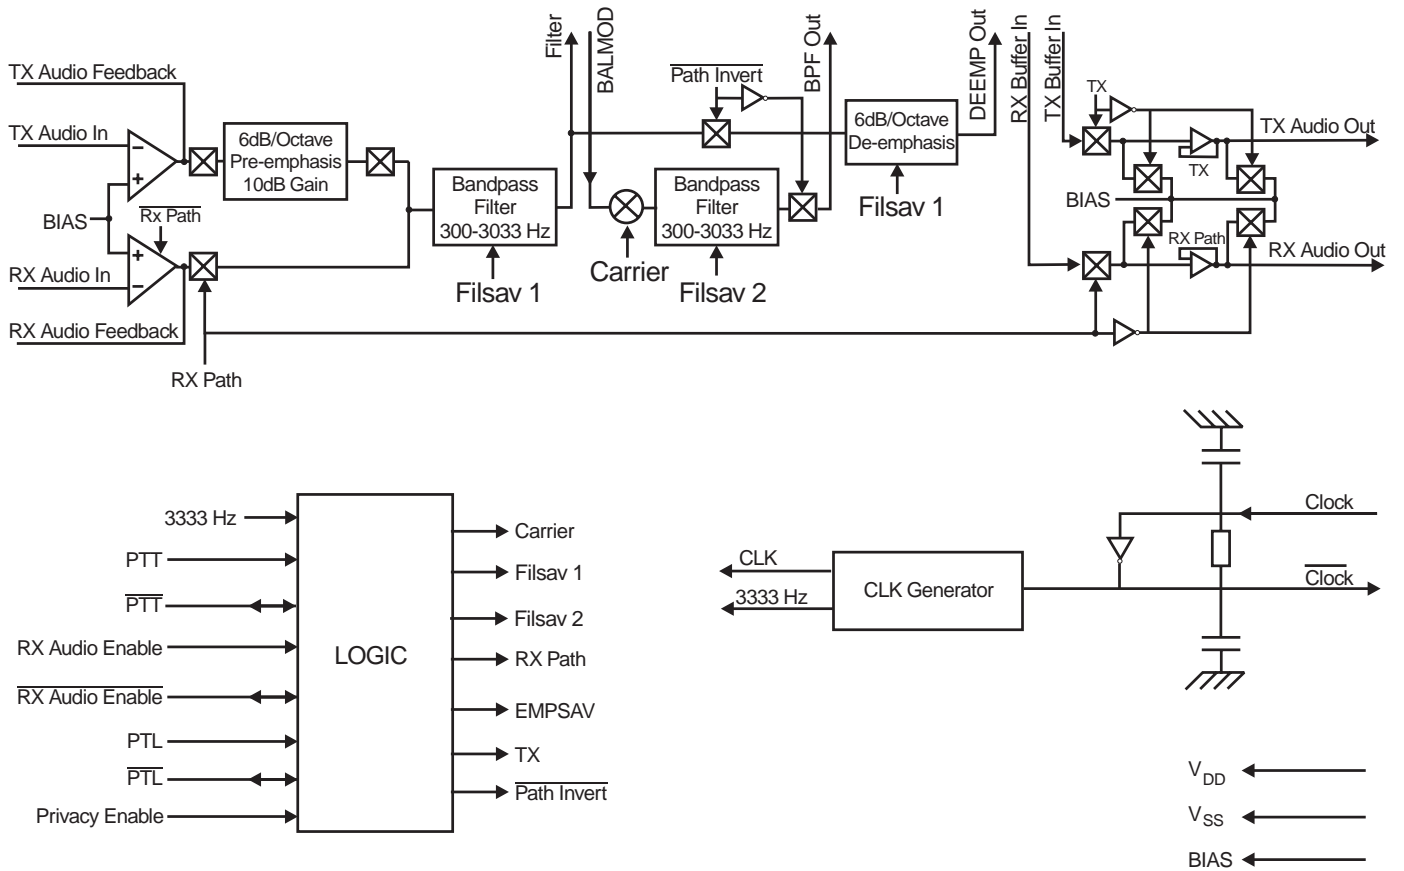 TX Audio Feedback
TX Audio In
BIAS
RX Audio In
RX Audio Feedback
−
+
+
−
Rx Path
6dB/Octave
Pre-emphasis
10dB Gain
RX Path
Bandpass
Filter
300-3033 Hz
Filsav 1
Filter
BALMOD
Carrier
Path Invert
Bandpass
Filter
300-3033 Hz
Filsav 2
BPF Out
6dB/Octave
De-emphasis
Filsav 1
DEEMP Out
RX Buffer In
TX Buffer In
TX
TX
TX Audio Out
BIAS
RX Path
RX Audio Out
3333 Hz
PTT
PTT
RX Audio Enable
RX Audio Enable
PTL
PTL
Privacy Enable
LOGIC
Carrier
Filsav 1
Filsav 2
RX Path
EMPSAV
TX
Path Invert
CLK
3333 Hz
CLK Generator
Clock
Clock
VDD
VSS
BIAS